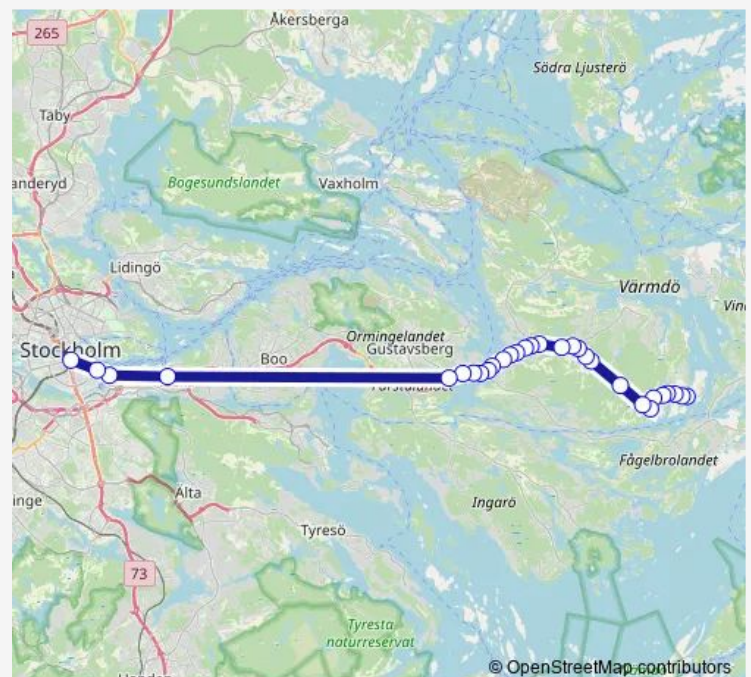 Åkersberga
265
Södra Ljusterö
Täby
anderyd
Bogesundslandet
Vaxholm
Lidingö
Värmdö
Vin
Stockholm
Boo
Ormingelandet
Gustavsberg
Farstalandet
Fågelbrolandet
Älta
inge
Ingarö
Tyresö
73
Tyresta
naturreservat
© OpenStreetMap contributors